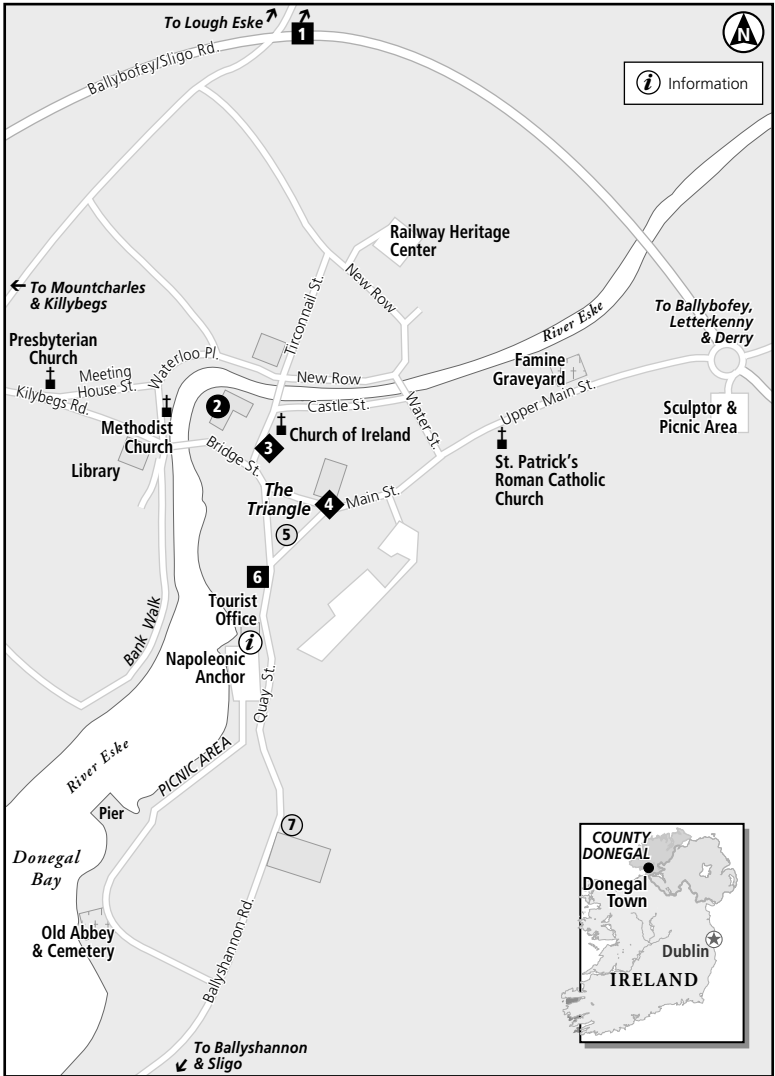 To Lough Eske
1
N
Ballybofey/Sligo Rd.
i Information
Railway Heritage
Center
New Row
Tirconnaill St.
To Mountcharles
& Killybegs
River Eske
To Ballybofey,
Letterkenny
& Derry
Presbyterian
Church
Meeting
House St.
Waterloo Pl.
New Row
Famine
Graveyard
Kilybegs Rd.
2
Castle St.
Water St.
Upper Main St.
Sculptor &
Picnic Area
Methodist
Church
Church of Ireland
3
Bridge St.
Library
St. Patrick's
Roman Catholic
Church
The
Triangle
4
Main St.
5
6
Tourist
Office
i
Bank Walk
Napoleonic
Anchor
Quay St.
River Eske
PICNIC AREA
Pier
7
Donegal
Bay
COUNTY
DONEGAL
Donegal
Town
Old Abbey
& Cemetery
Ballyshannon Rd.
Dublin
IRELAND
To Ballyshannon
& Sligo